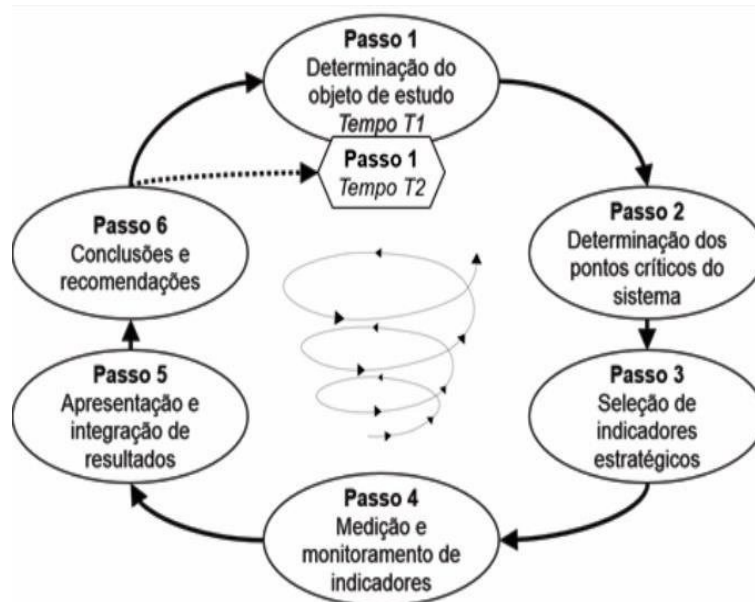 Passo 1
Determinação do
objeto de estudo
Tempo T1
Passo 1
Tempo T2
Passo 2
Determinação dos
pontos críticos do
sistema
Passo 3
Seleção de
indicadores
estratégicos
Passo 4
Medição e
monitoramento de
indicadores
Passo 5
Apresentação e
integração de
resultados
Passo 6
Conclusões e
recomendações